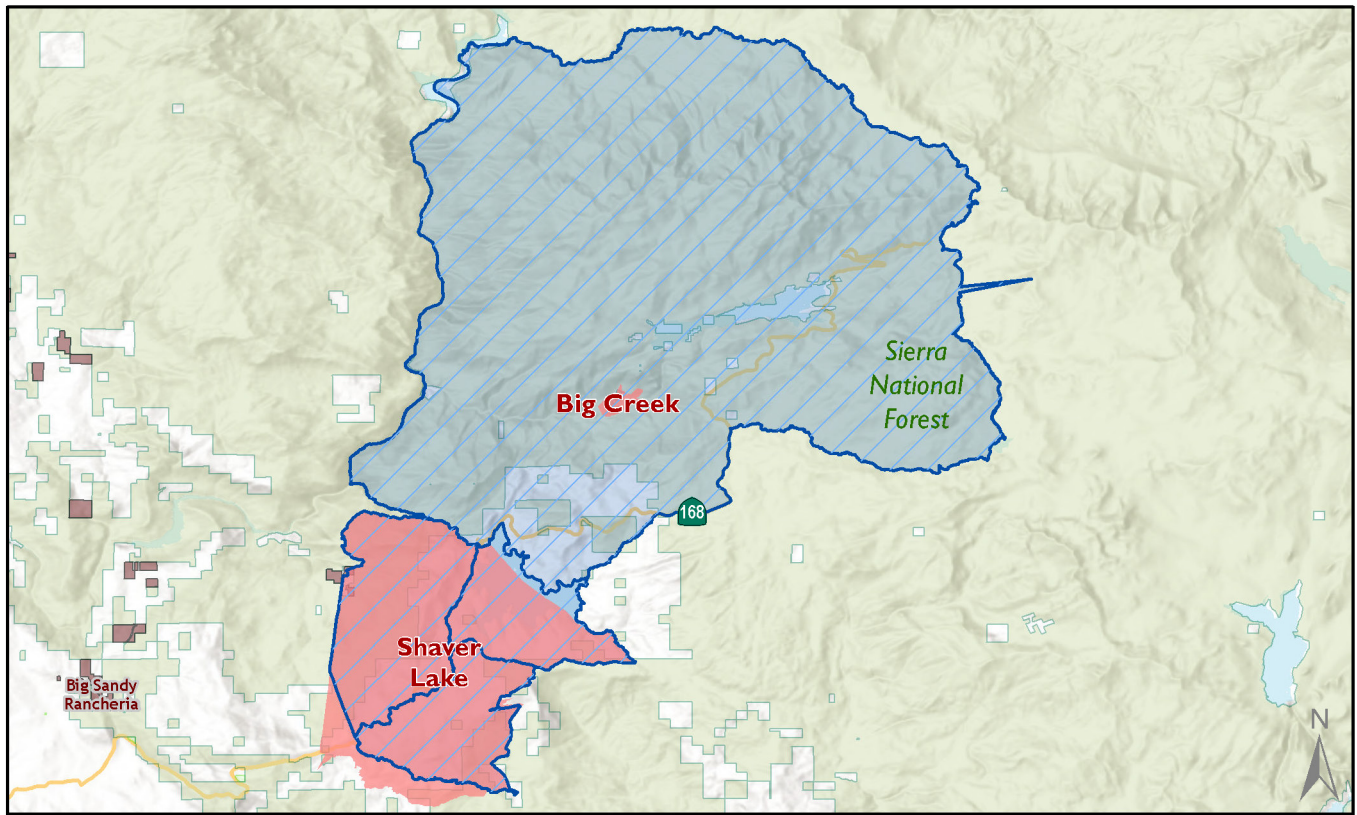 Sierra
National
Forest
Big Creek
168
Shaver
Lake
Big Sandy
Rancheria
N